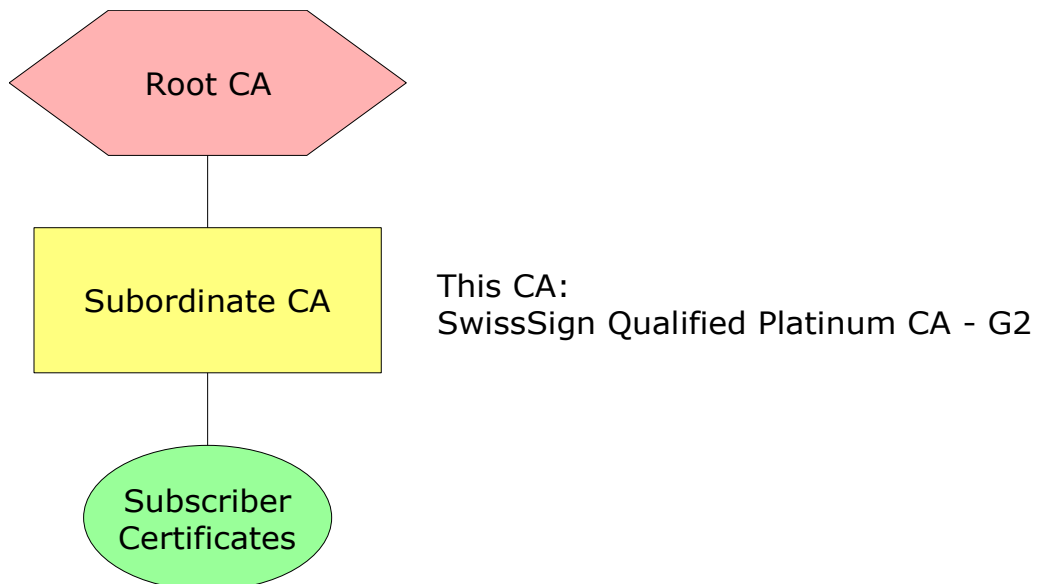 Root CA
Subordinate CA
This CA:
SwissSign Qualified Platinum CA - G2
Subscriber
Certificates